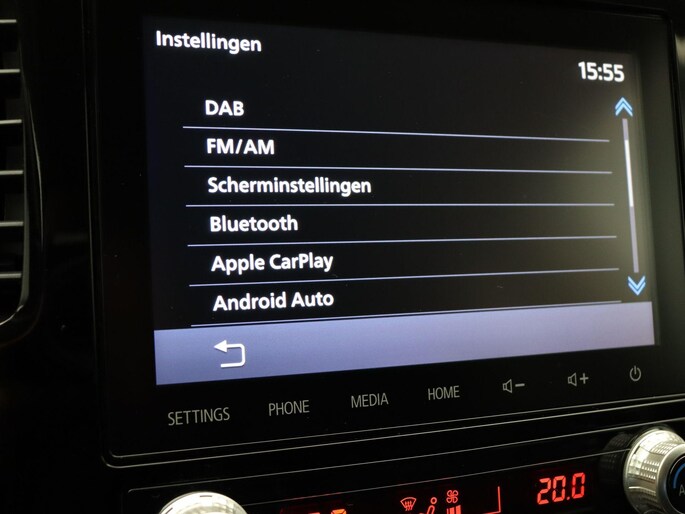 Instellingen
15:55
DAB
FM/AM
Scherminstellingen
Bluetooth
Apple CarPlay
Android Auto
SETTINGS PHONE MEDIA HOME
20.0